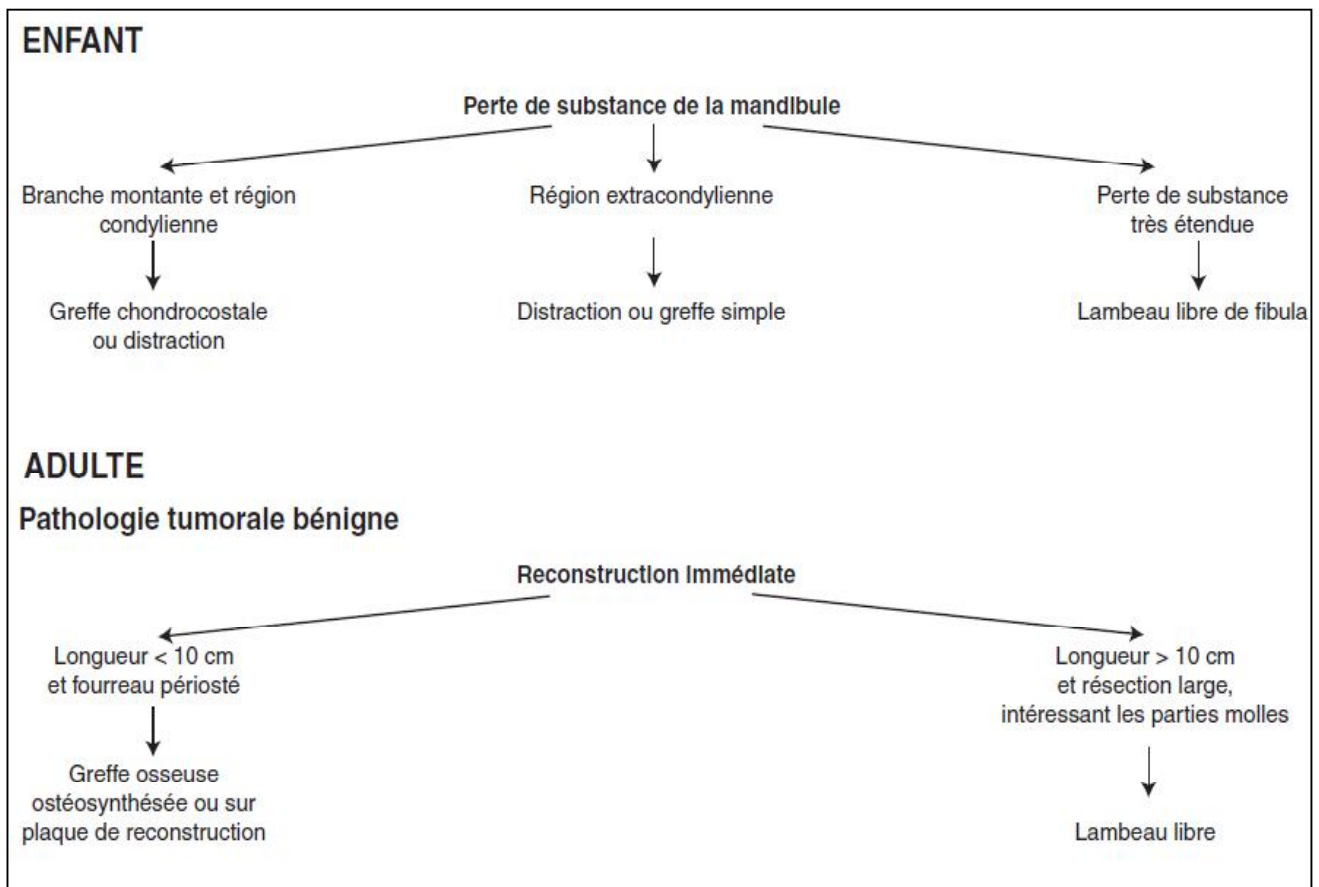 ENFANT
Perte de substance de la mandibule
Branche montante et région
condylienne
Région extracondylienne
Perte de substance
très étendue
Greffe chondrocostale
ou distraction
Distraction ou greffe simple
Lambeau libre de fibula
ADULTE
Pathologie tumorale bénigne
Reconstruction immédiate
Longueur < 10 cm
et fourreau périosté
Longueur > 10 cm
et résection large,
intéressant les parties molles
Greffe osseuse
ostéosynthésée ou sur
plaque de reconstruction
Lambeau libre